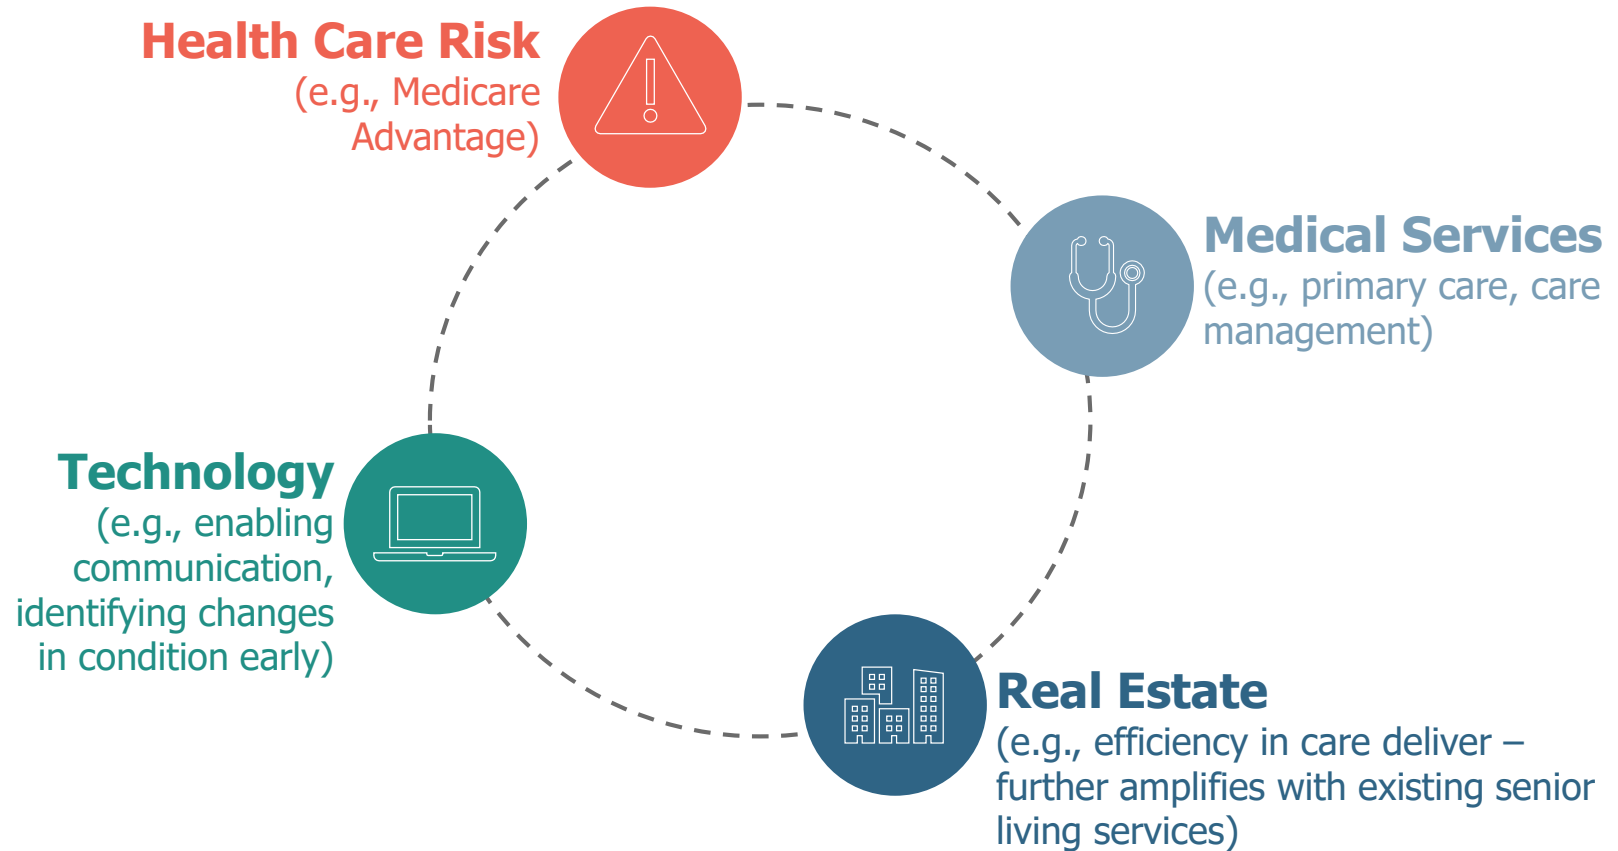 Health Care Risk
(e.g., Medicare
Advantage)
Medical Services
(e.g., primary care, care
management)
Technology
(e.g., enabling
communication,
identifying changes
in condition early)
Real Estate
(e.g., efficiency in care deliver –
further amplifies with existing senior
living services)